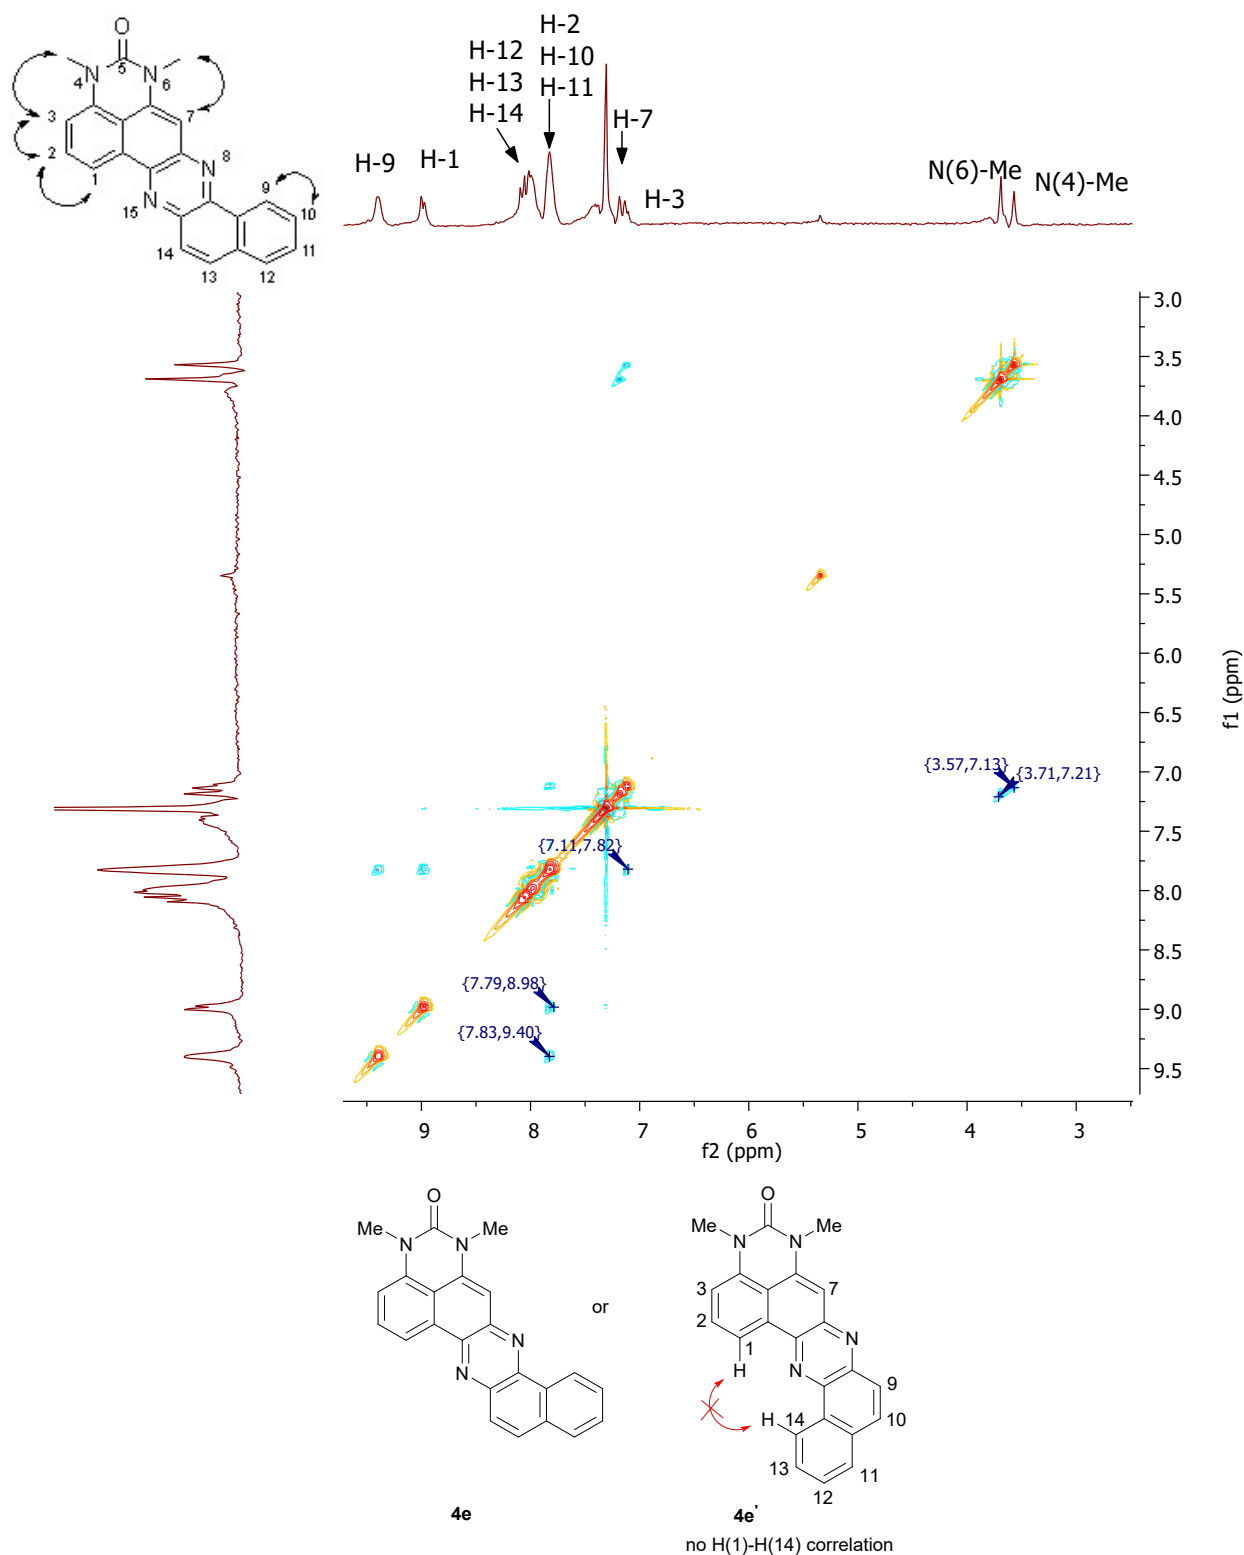 O
N
4
5
N
6
3
7
2
1
N
8
N
15
9
10
11
12
13
14
H-9
H-1
H-12
H-13
H-14
H-2
H-10
H-11
H-7
H-3
N(6)-Me
N(4)-Me
3.0
3.5
4.0
4.5
5.0
5.5
6.0
6.5
7.0
7.5
8.0
8.5
9.0
9.5
f1 (ppm)
{3.57,7.13}
{3.71,7.21}
{7.11,7.82}
{7.79,8.98}
{7.83,9.40}
9
8
7
6
5
4
3
f2 (ppm)
O
Me
N
N
Me
N
N
4e
or
O
Me
N
N
Me
3
7
2
1
H
N
N
9
H
14
10
13
11
12
4e'
no H(1)-H(14) correlation